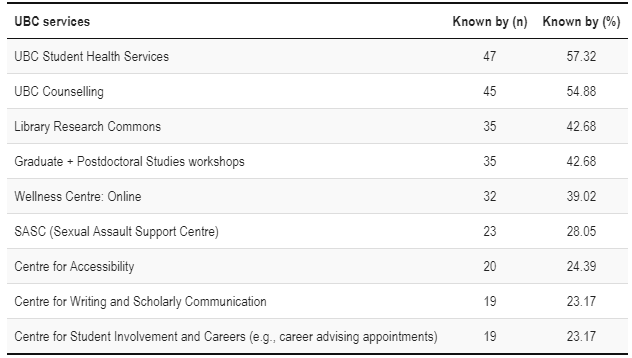 UBC services Known by (n) Known by (%)
UBC Student Health Services 47 57.32
UBC Counselling 45 54.88
Library Research Commons 35 42.68
Graduate + Postdoctoral Studies workshops 35 42.68
Wellness Centre: Online 32 39.02
SASC (Sexual Assault Support Centre) 23 28.05
Centre for Accessibility 20 24.39
Centre for Writing and Scholarly Communication 19 23.17
Centre for Student Involvement and Careers (e.g., career advising appointments) 19 23.17